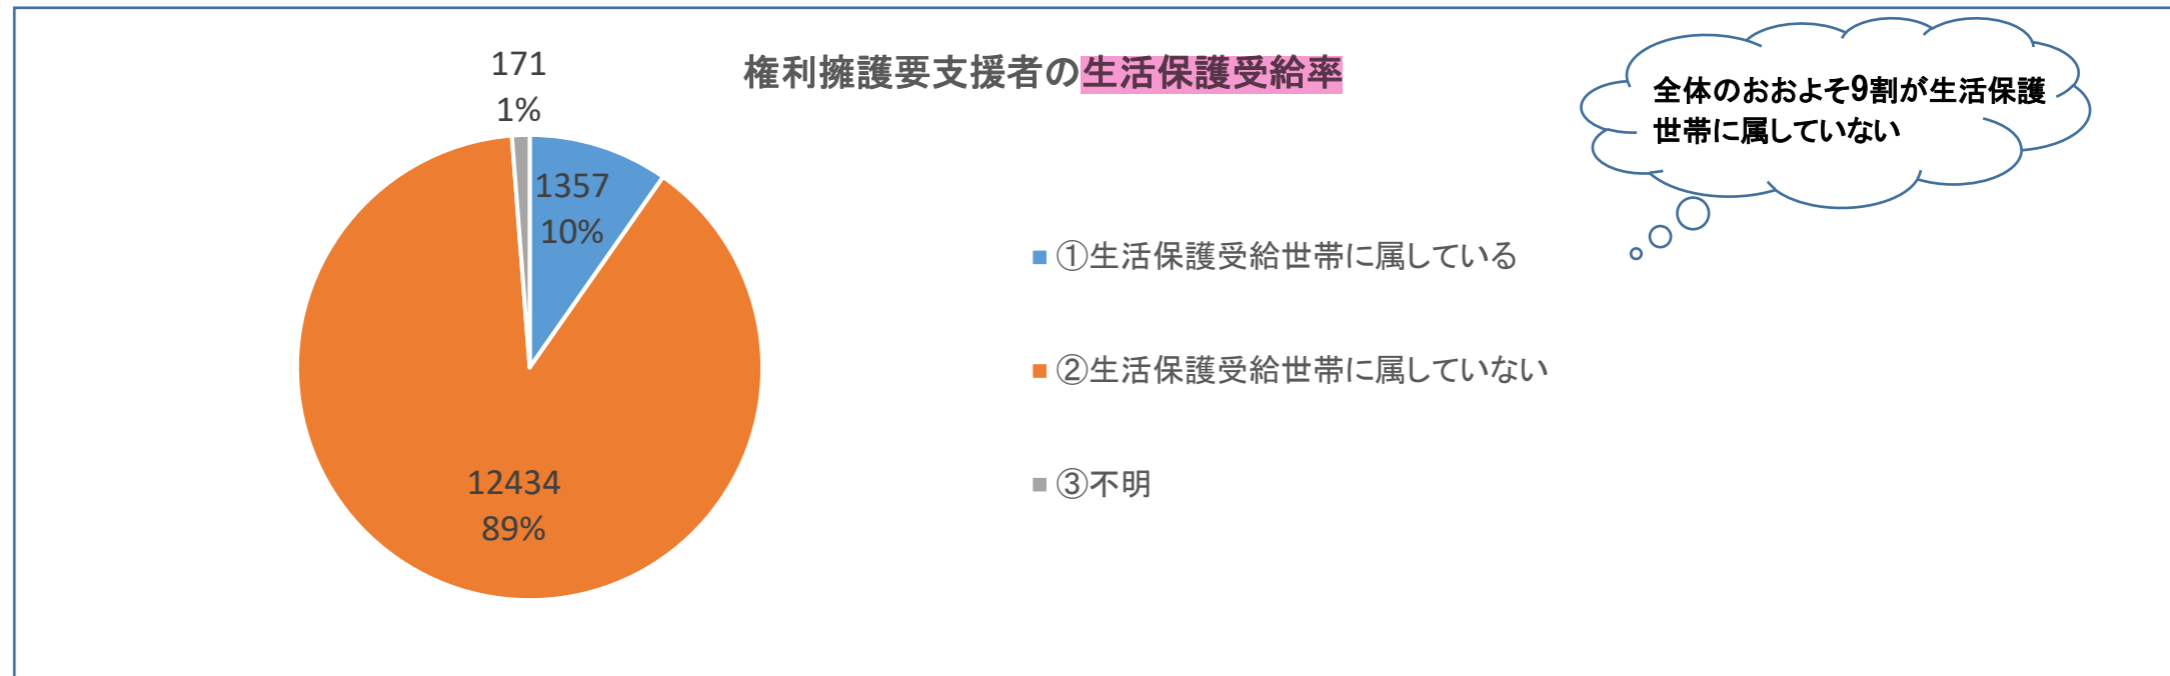 権利擁護要支援者の生活保護受給率
全体のおおよそ9割が生活保護
世帯に属していない
171
1%
1357
10%
12434
89%
■ ①生活保護受給世帯に属している
■ ②生活保護受給世帯に属していない
■ ③不明